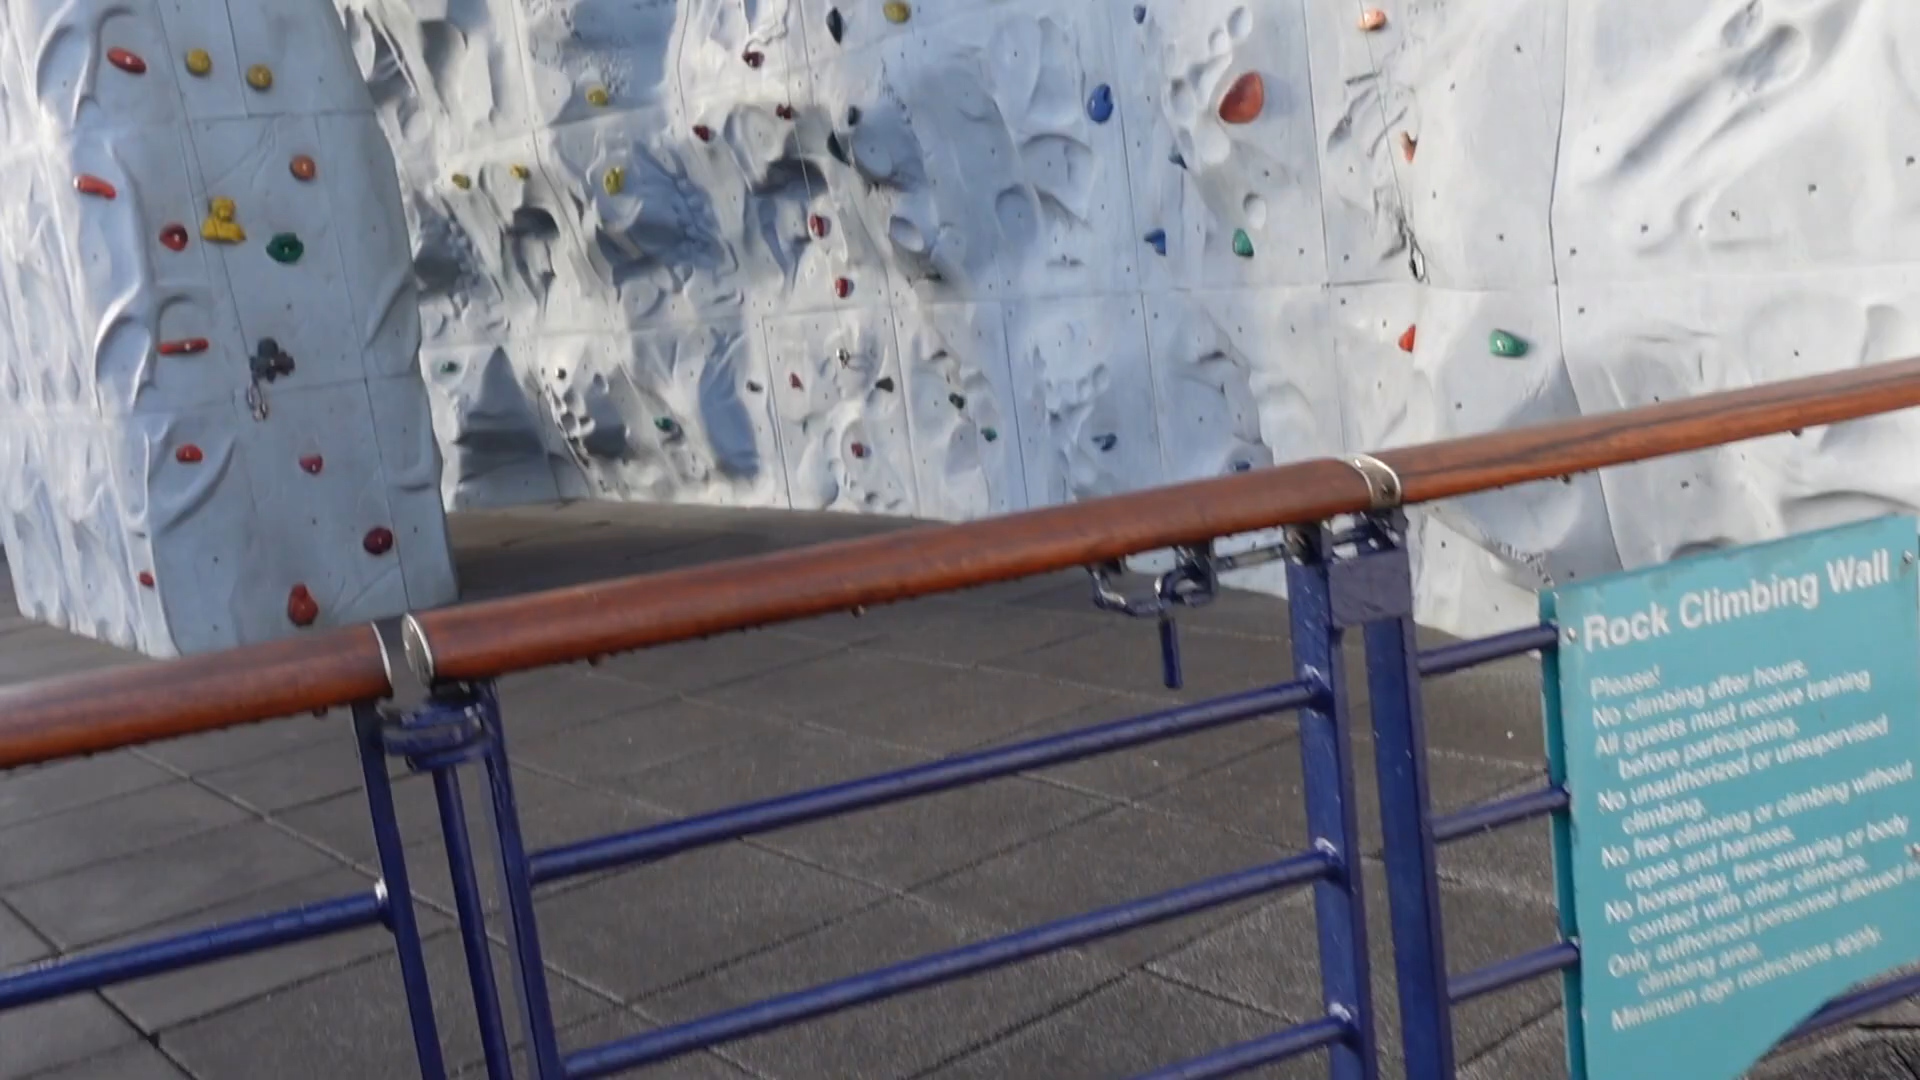 Rock Climbing Wall
Please!
No climbing after hours.
All guests must receive training
before participating.
No unauthorized or unsupervised
climbing.
No free climbing or climbing without
ropes and harness.
No horseplay, free-swaying or body
contact with other climbers.
Only authorized personnel allowed
climbing area.
Minimum age restrictions apply.